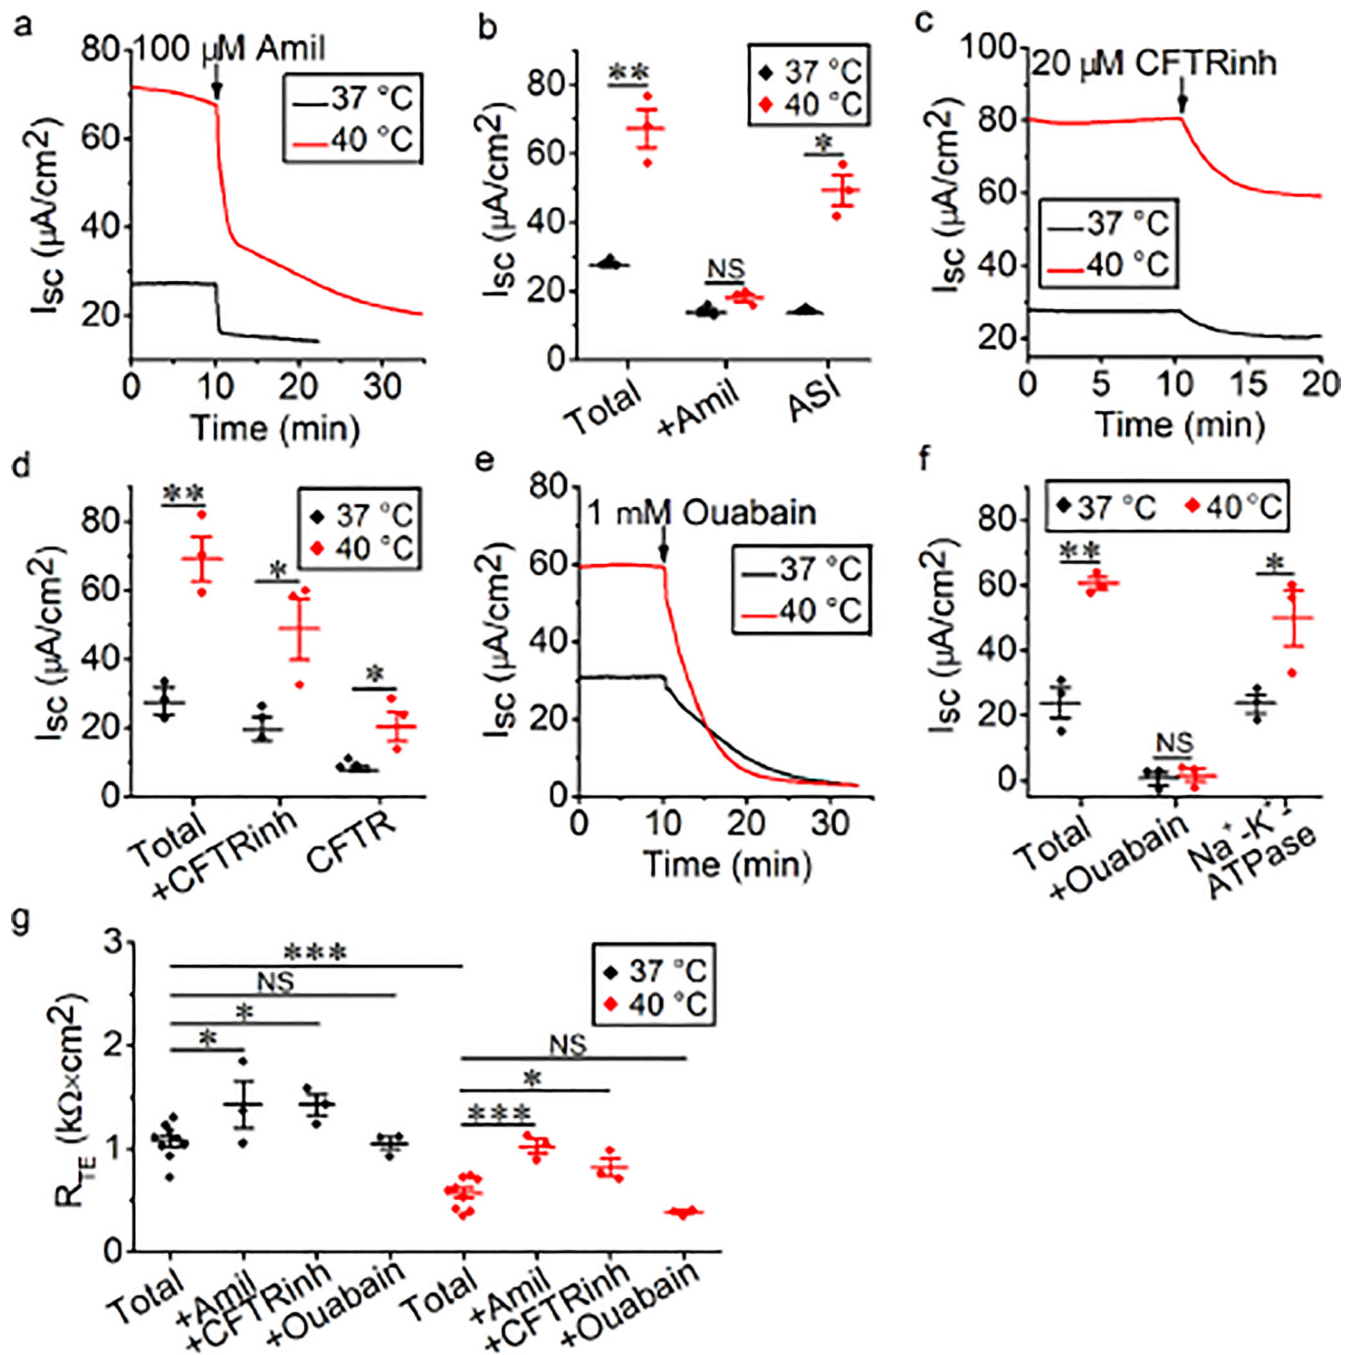 a
100 µM Amil
37 °C
40 °C
Isc (µA/cm2)
80
60
40
20
0 10 20 30
Time (min)
b
37 °C
40 °C
** NS *
Isc (µA/cm2)
80
60
40
20
0
Total +Amil ASI
c
20 µM CFTRinh
37 °C
40 °C
Isc (µA/cm2)
100
80
60
40
20
0 5 10 15 20
Time (min)
d
37 °C
40 °C
** * *
Isc (µA/cm2)
80
60
40
20
0
Total +CFTRinh CFTR
e
1 mM Ouabain
37 °C
40 °C
Isc (µA/cm2)
80
60
40
20
0
0 10 20 30
Time (min)
f
37 °C 40 °C
** NS *
Isc (µA/cm2)
80
60
40
20
0
Total +Ouabain Na+-K+-
ATPase
g
37 °C
40 °C
***
NS
*
*
NS
*
***
RTE (kΩ×cm2)
3
2
1
0
Total +Amil +CFTRinh +Ouabain Total +Amil +CFTRinh +Ouabain